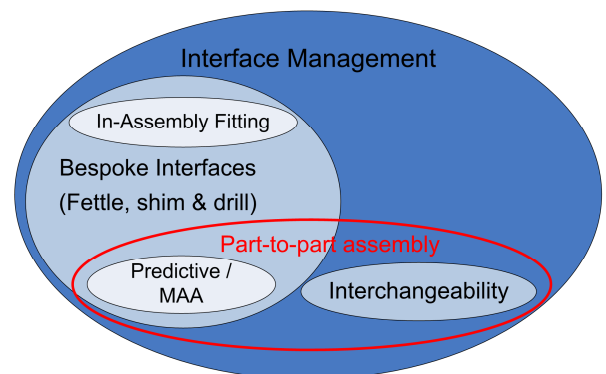 Interface Management
In-Assembly Fitting
Bespoke Interfaces
(Fettle, shim & drill)
Part-to-part assembly
Predictive /
MAA
Interchangeability